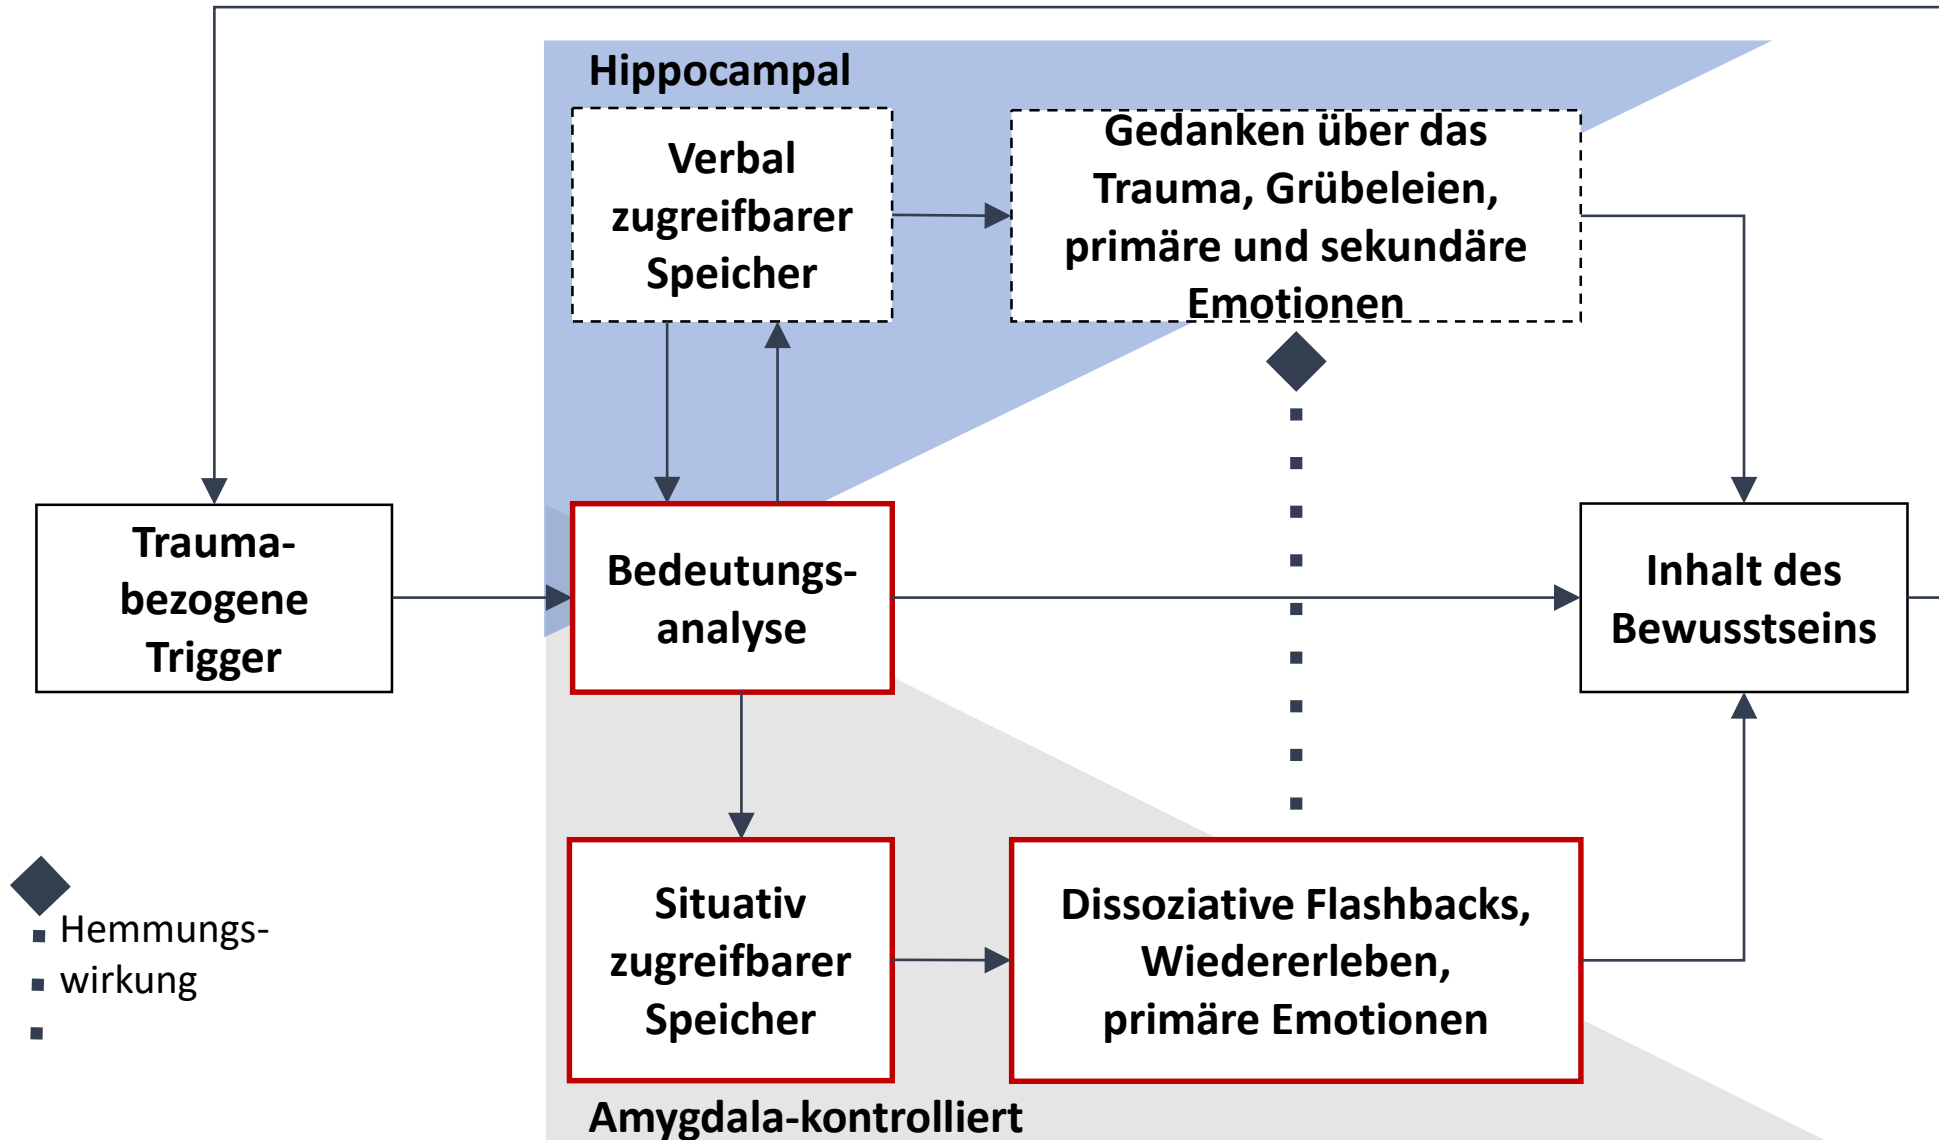 Hippocampal
Verbal
zugreifbarer
Speicher
Gedanken über das
Trauma, Grübeleien,
primäre und sekundäre
Emotionen
Trauma-
bezogene
Trigger
Bedeutungs-
analyse
Inhalt des
Bewusstseins
Hemmungs-
wirkung
Situativ
zugreifbarer
Speicher
Dissoziative Flashbacks,
Wiedererleben,
primäre Emotionen
Amygdala-kontrolliert